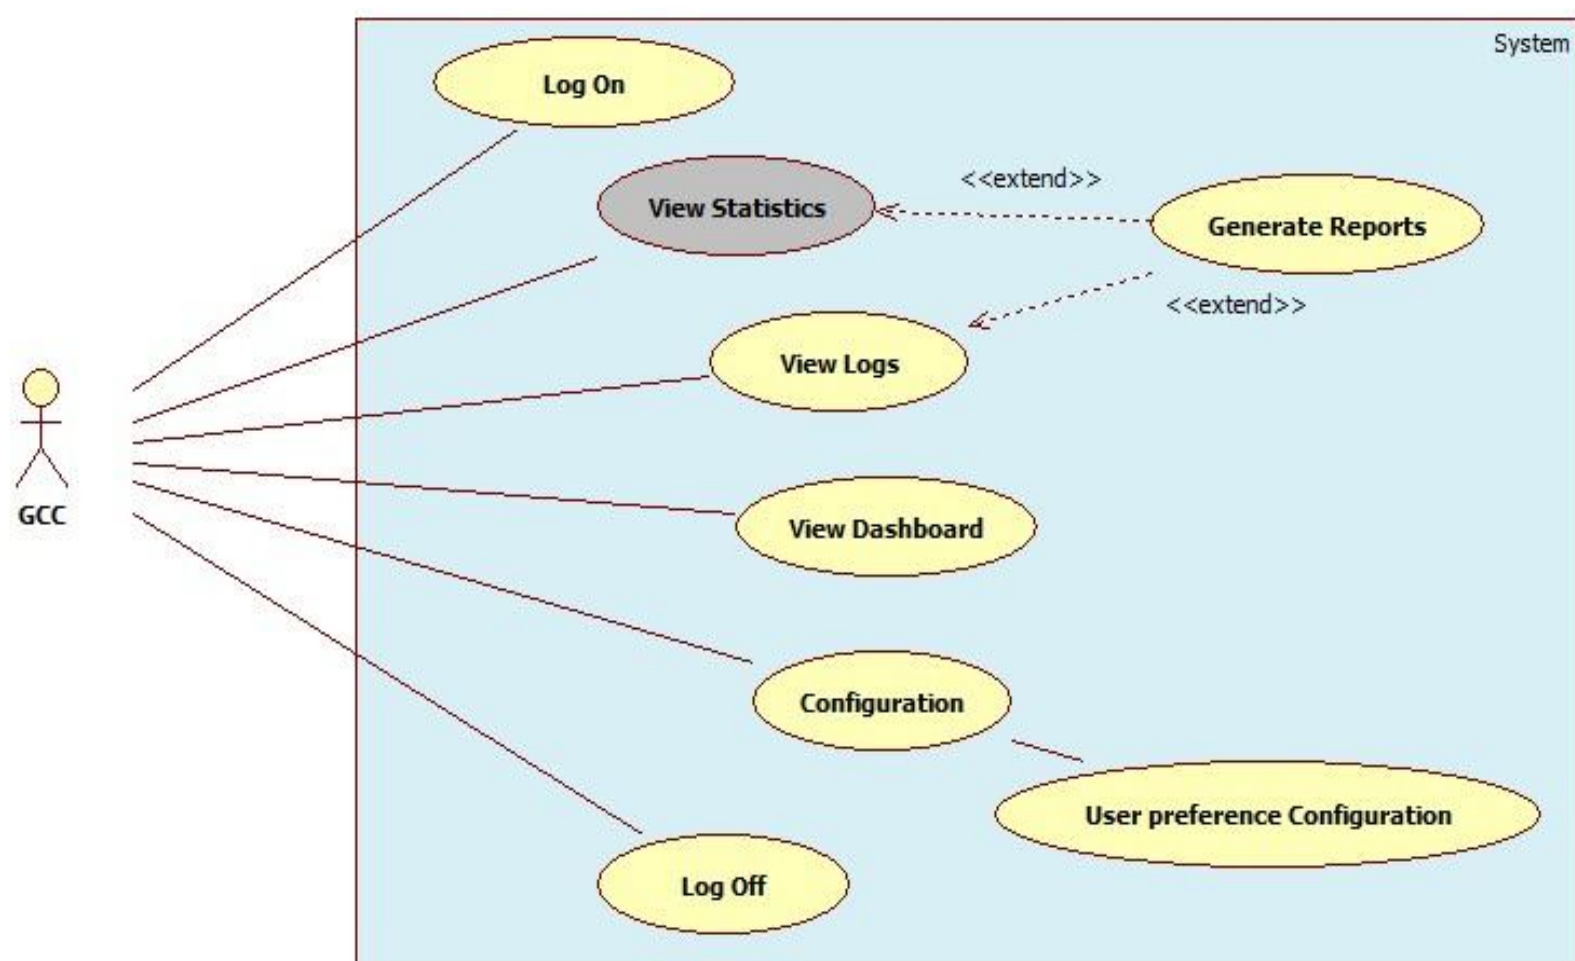 System
Log On
<<extend>>
View Statistics
Generate Reports
<<extend>>
View Logs
GCC
View Dashboard
Configuration
User preference Configuration
Log Off